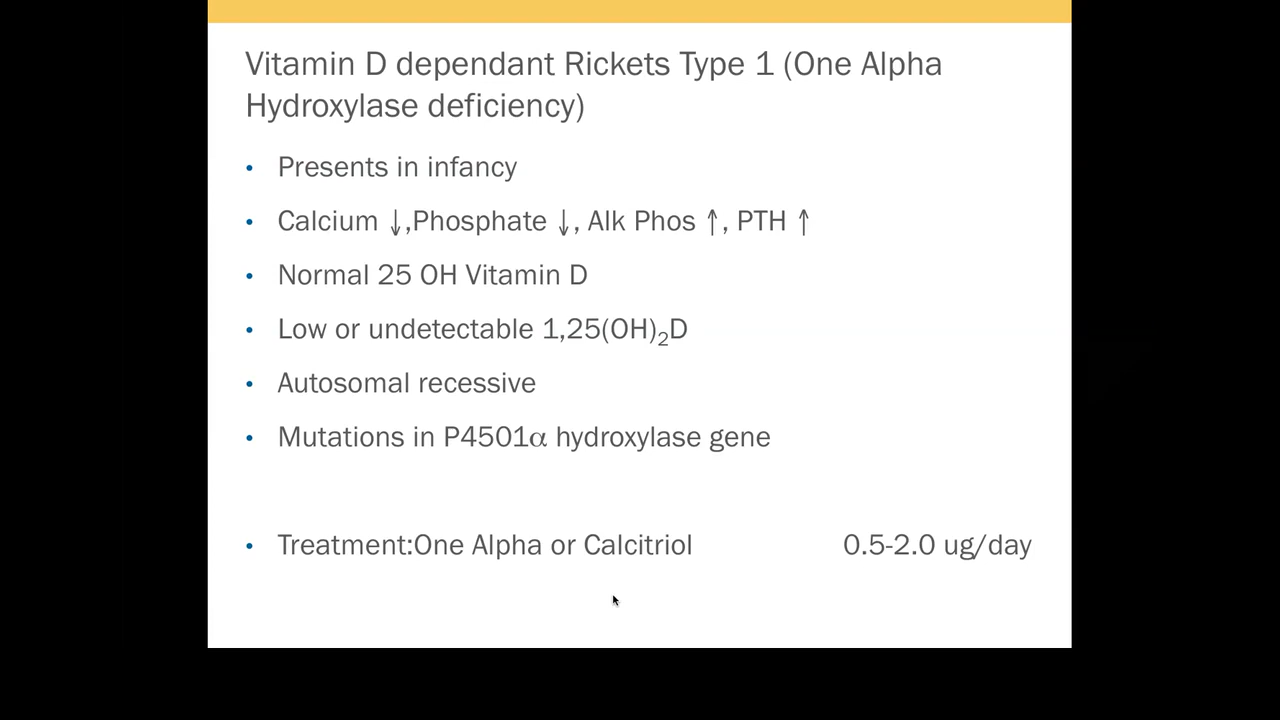 Vitamin D dependant Rickets Type 1 (One Alpha
Hydroxylase deficiency)
• Presents in infancy
• Calcium ↓,Phosphate ↓, Alk Phos ↑, PTH ↑
• Normal 25 OH Vitamin D
• Low or undetectable 1,25(OH)₂D
• Autosomal recessive
• Mutations in P4501α hydroxylase gene
• Treatment:One Alpha or Calcitriol 0.5-2.0 ug/day